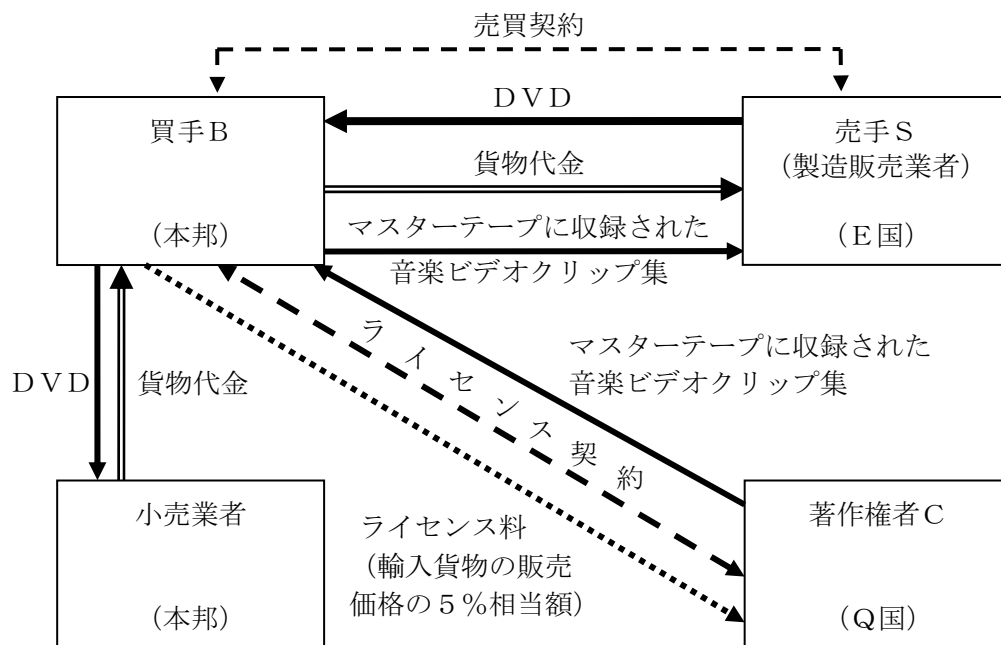 売買契約
DVD
買手B
(本邦)
売手S
(製造販売業者)
(E国)
貨物代金
マスターテープに収録された
音楽ビデオクリップ集
ライセンス契約
マスターテープに収録された
音楽ビデオクリップ集
DVD
貨物代金
小売業者
(本邦)
ライセンス料
(輸入貨物の販売
価格の5%相当額)
著作権者C
(Q国)